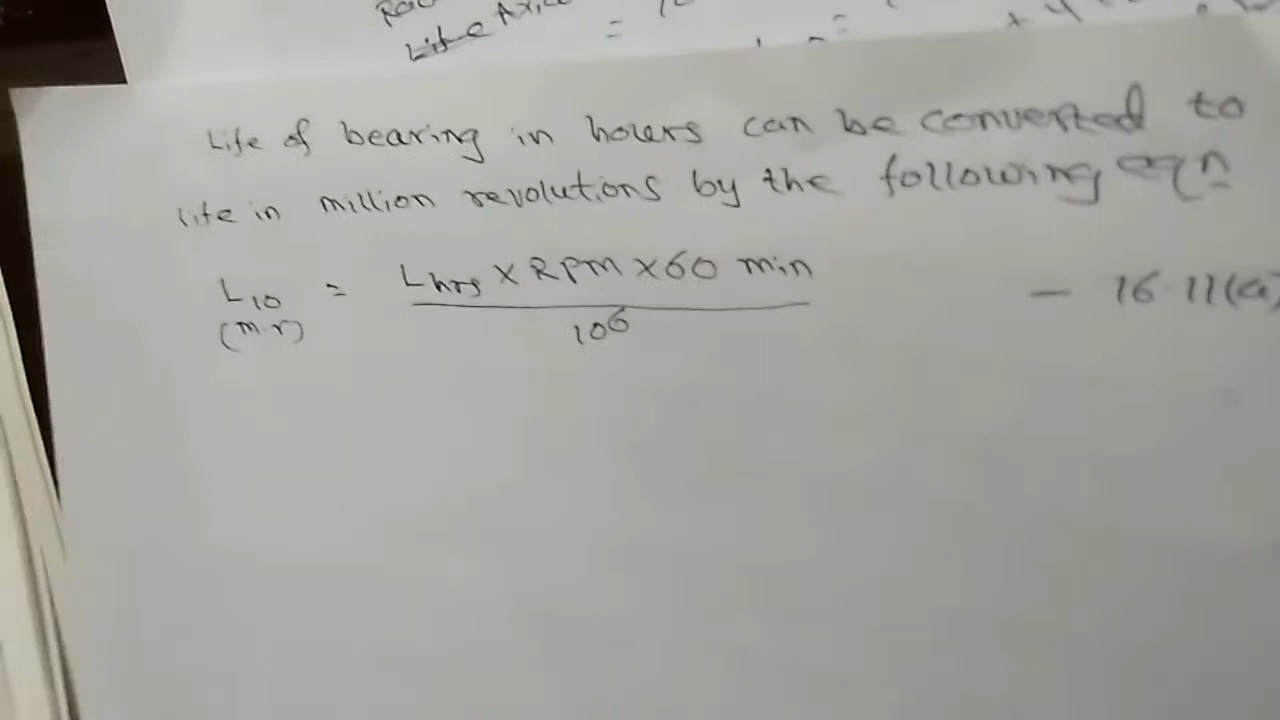 Life
=
=
Life of bearing in hours can be converted to
life in million revolutions by the following eqn
L10 = Lhrs X RPM X 60 min — 16.11(a)
(m.r) 10^6